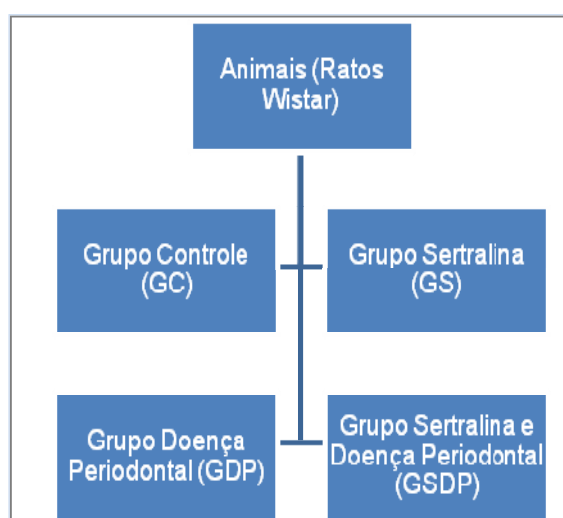 Animais (Ratos
Wistar)
Grupo Controle
(GC)
Grupo Sertralina
(GS)
Grupo Doença
Periodontal (GDP)
Grupo Sertralina e
Doença Periodontal
(GSDP)